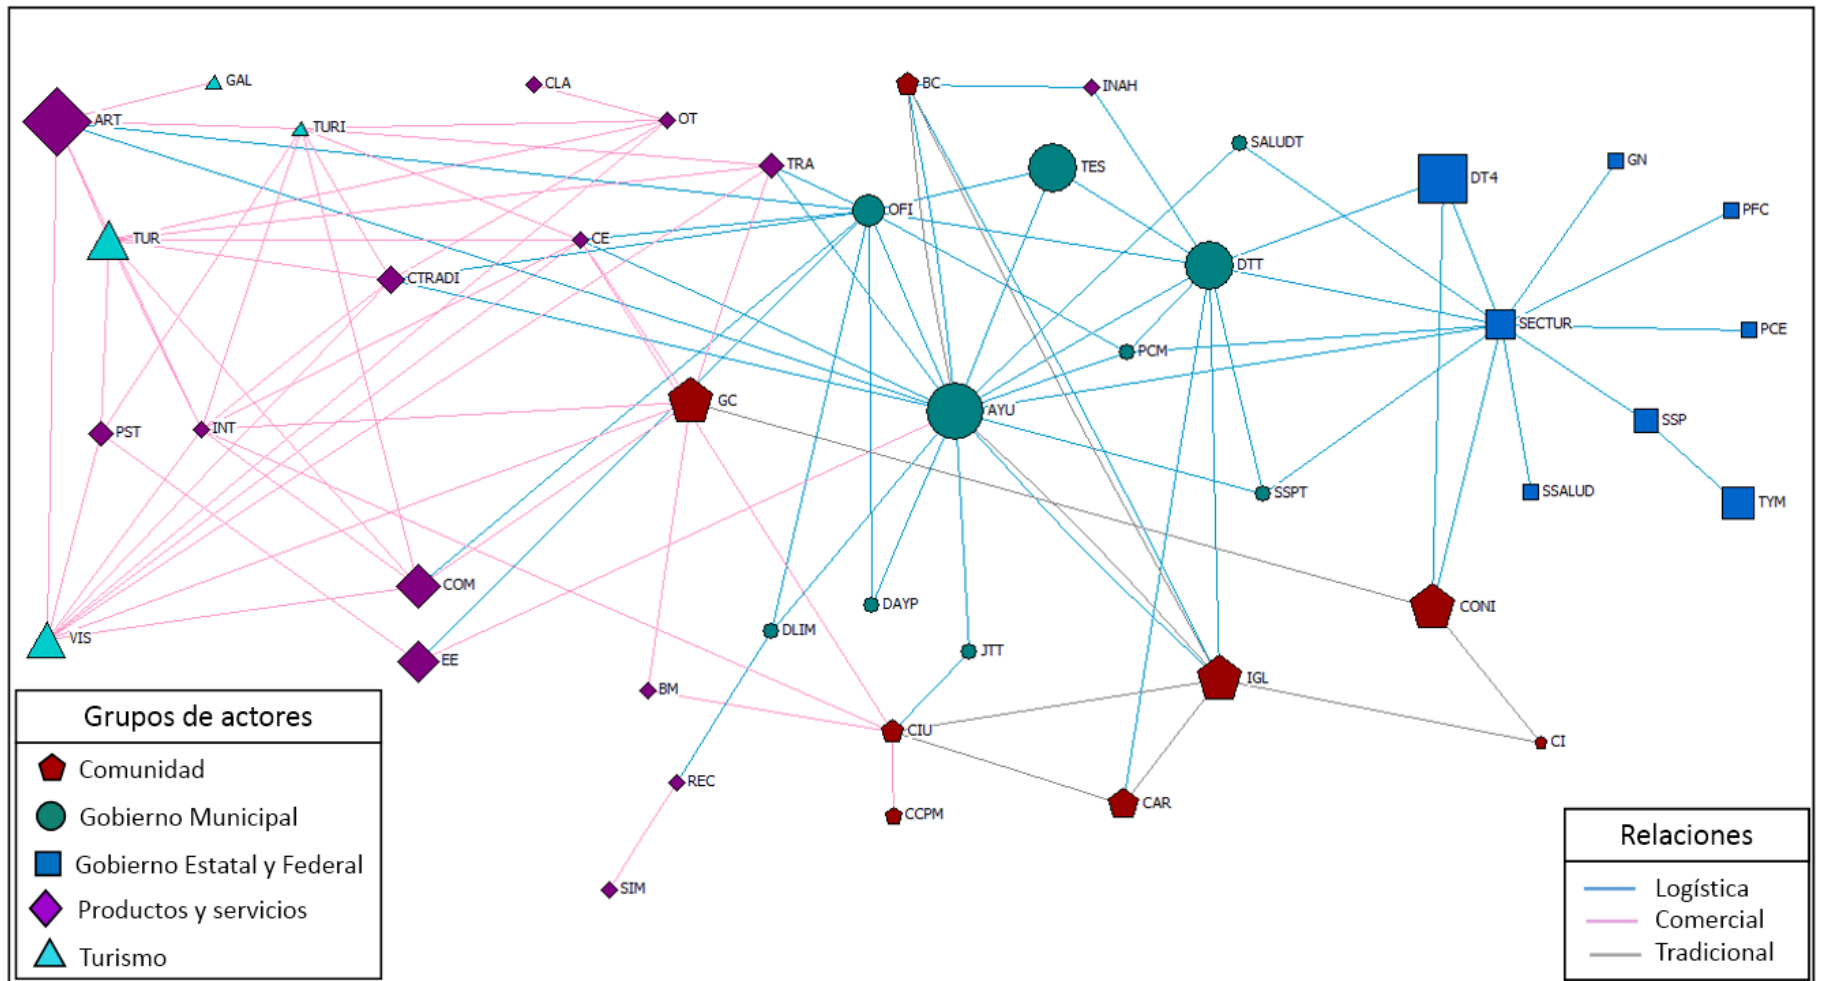 GAL
CLA
BC
INAH
ART
TURI
OT
SALUDT
TRA
TES
DT4
GN
OFI
PFC
TUR
CE
CTRADI
DTT
SECTUR
PCE
PCM
GC
AYU
PST
INT
SSP
SSPT
SSALUD
TYM
COM
DAYP
CONI
VIS
DLIM
EE
JTT
IGL
BM
CIU
CI
REC
CAR
CCPM
SIM
Grupos de actores
Comunidad
Gobierno Municipal
Gobierno Estatal y Federal
Productos y servicios
Turismo
Relaciones
Logística
Comercial
Tradicional